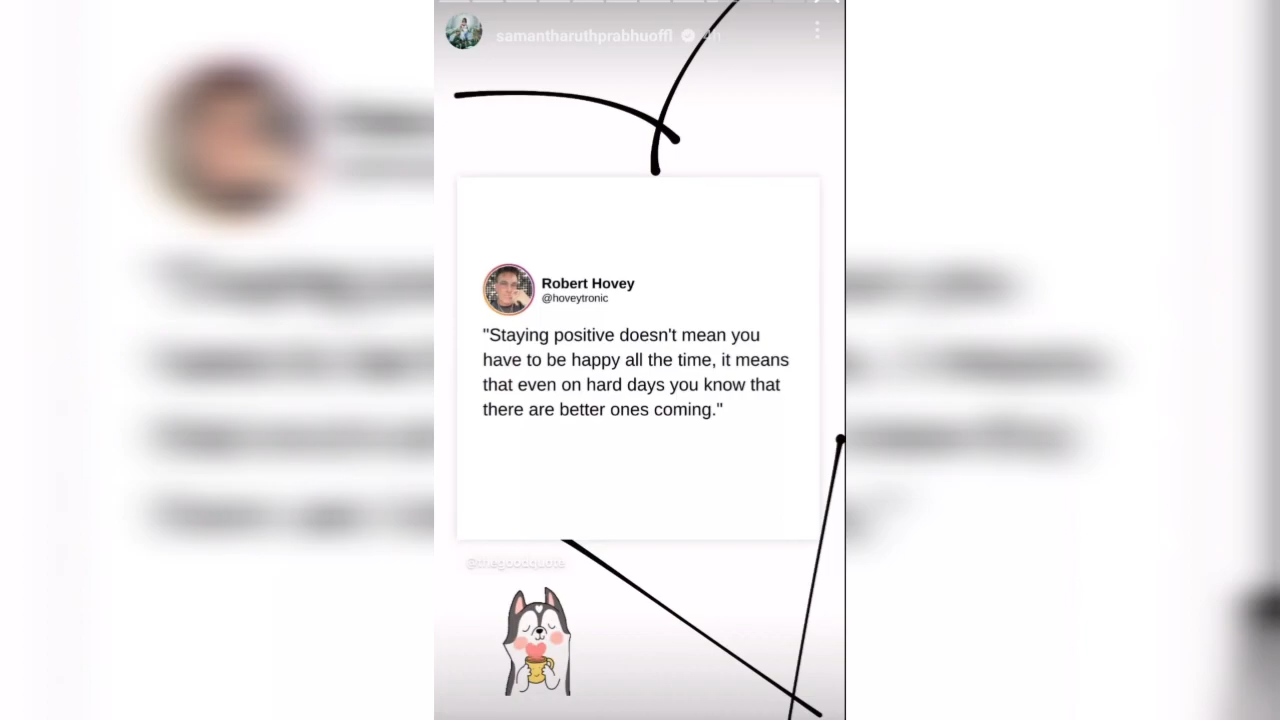 samantharuthprabhuoffl
Robert Hovey
@hoveytronic
"Staying positive doesn't mean you
have to be happy all the time, it means
that even on hard days you know that
there are better ones coming."
@thegoodquote